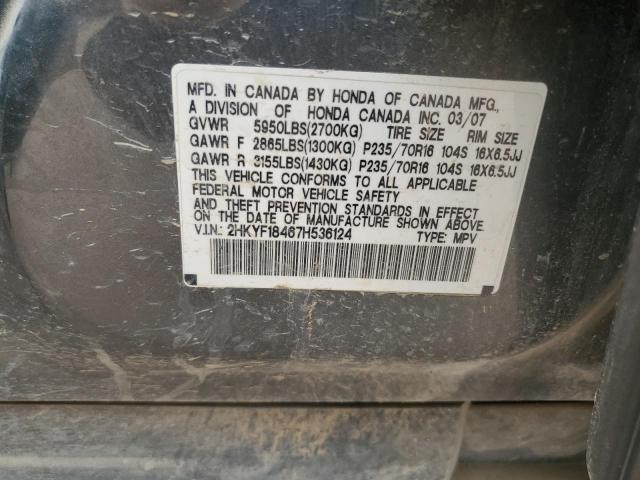 MFD. IN CANADA BY HONDA OF CANADA MFG.,
A DIVISION OF HONDA CANADA INC. 03/07
GVWR 5950LBS(2700KG) TIRE SIZE RIM SIZE
GAWR F 2865LBS(1300KG) P235/70R16 104S 16X6.5JJ
GAWR R 3155LBS(1430KG) P235/70R16 104S 16X6.5JJ
THIS VEHICLE CONFORMS TO ALL APPLICABLE
FEDERAL MOTOR VEHICLE SAFETY
AND THEFT PREVENTION STANDARDS IN EFFECT
ON THE DATE OF MANUFACTURE SHOWN ABOVE.
V.I.N.: 2HKYF18467H536124 TYPE: MPV